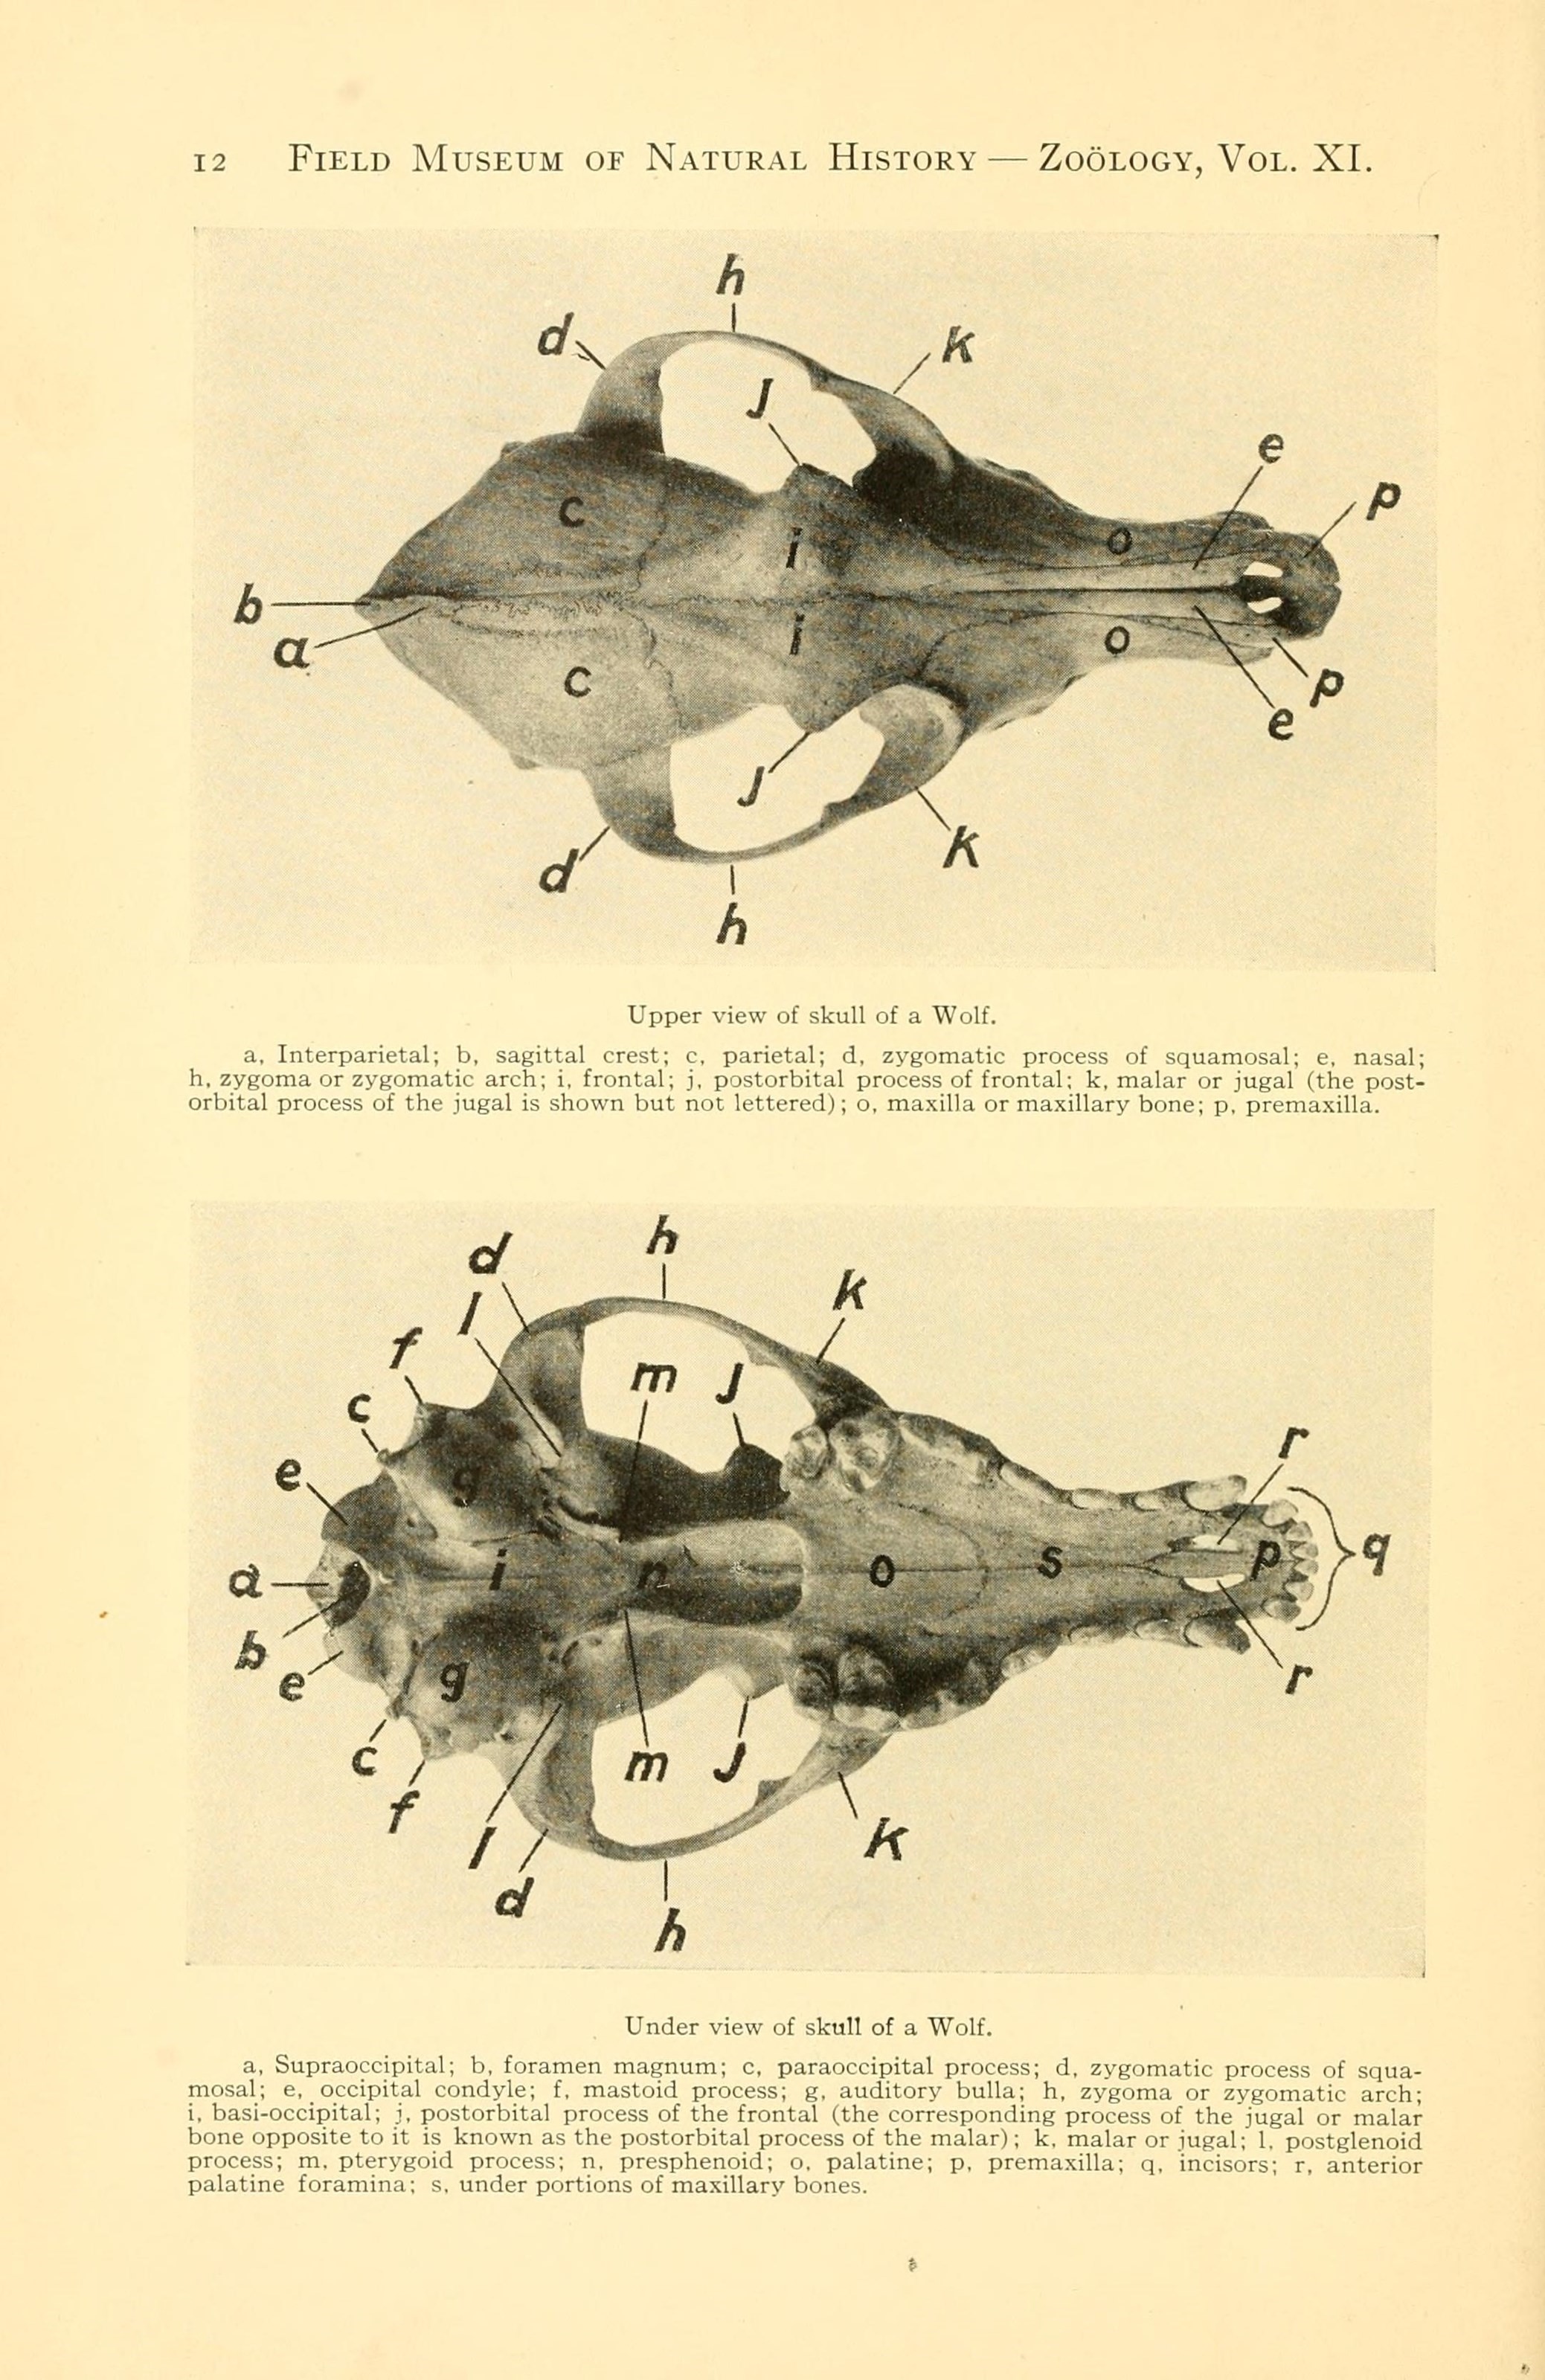 12 FIELD MUSEUM OF NATURAL HISTORY — ZOÖLOGY, VOL. XI.
h
d
k
J
e
p
c
i
o
b
a
i
o
c
p
e
J
k
d
h
Upper view of skull of a Wolf.
a, Interparietal; b, sagittal crest; c, parietal; d, zygomatic process of squamosal; e, nasal;
h, zygoma or zygomatic arch; i, frontal; j, postorbital process of frontal; k, malar or jugal (the post-
orbital process of the jugal is shown but not lettered); o, maxilla or maxillary bone; p, premaxilla.
h
d
k
l
f
m
J
c
r
e
g
q
p
s
i
o
n
a
b
r
g
e
c
m
J
f
k
l
d
h
Under view of skull of a Wolf.
a, Supraoccipital; b, foramen magnum; c, paraoccipital process; d, zygomatic process of squa-
mosal; e, occipital condyle; f, mastoid process; g, auditory bulla; h, zygoma or zygomatic arch;
i, basi-occipital; j, postorbital process of the frontal (the corresponding process of the jugal or malar
bone opposite to it is known as the postorbital process of the malar); k, malar or jugal; l, postglenoid
process; m, pterygoid process; n, presphenoid; o, palatine; p, premaxilla; q, incisors; r, anterior
palatine foramina; s, under portions of maxillary bones.